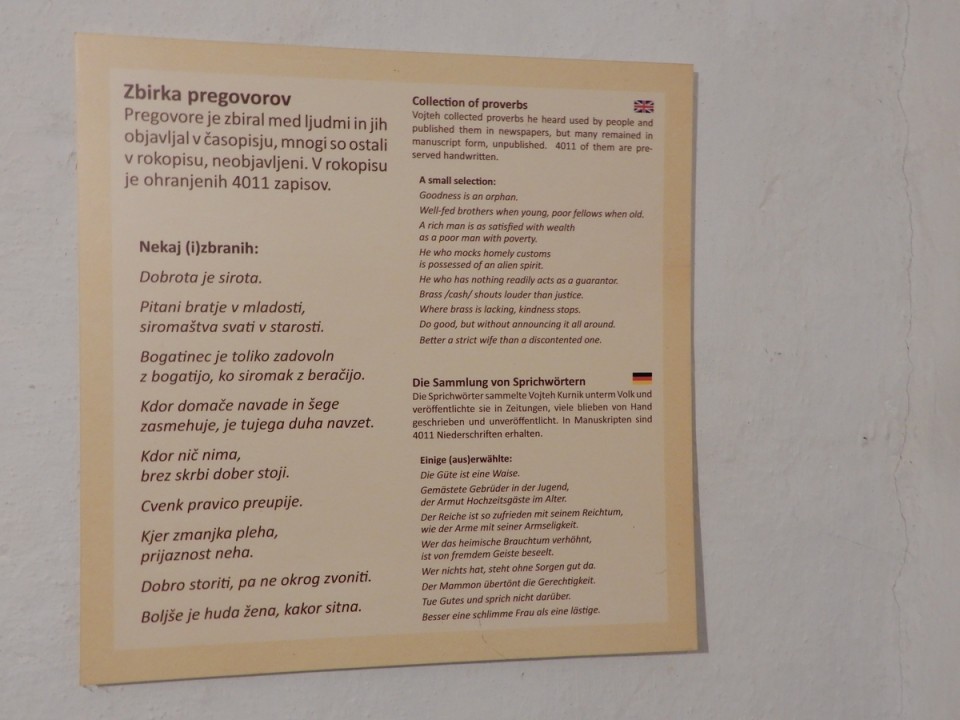 Zbirka pregovorov
Pregovore je zbiral med ljudmi in jih
objavljal v časopisju, mnogi so ostali
v rokopisu, neobjavljeni. V rokopisu
je ohranjenih 4011 zapisov.
Nekaj (i)zbranih:
Dobrota je sirota.
Pitani bratje v mladosti,
siromaštva svati v starosti.
Bogatinec je toliko zadovoln
z bogatijo, ko siromak z beračijo.
Kdor domače navade in šege
zasmehuje, je tujega duha navzet.
Kdor nič nima,
brez skrbi dober stoji.
Cvenk pravico preupije.
Kjer zmanjka pleha,
prijaznost neha.
Dobro storiti, pa ne okrog zvoniti.
Boljše je huda žena, kakor sitna.
Collection of proverbs
Vojteh collected proverbs he heard used by people and
published them in newspapers, but many remained in
manuscript form, unpublished. 4011 of them are pre-
served handwritten.
A small selection:
Goodness is an orphan.
Well-fed brothers when young, poor fellows when old.
A rich man is as satisfied with wealth
as a poor man with poverty.
He who mocks homely customs
is possessed of an alien spirit.
He who has nothing readily acts as a guarantor.
Brass /cash/ shouts louder than justice.
Where brass is lacking, kindness stops.
Do good, but without announcing it all around.
Better a strict wife than a discontented one.
Die Sammlung von Sprichwörtern
Die Sprichwörter sammelte Vojteh Kurnik unterm Volk und
veröffentlichte sie in Zeitungen, viele blieben von Hand
geschrieben und unveröffentlicht. In Manuskripten sind
4011 Niederschriften erhalten.
Einige (aus)erwählte:
Die Güte ist eine Waise.
Gemästete Gebrüder in der Jugend,
der Armut Hochzeitsgäste im Alter.
Der Reiche ist so zufrieden mit seinem Reichtum,
wie der Arme mit seiner Armseligkeit.
Wer das heimische Brauchtum verhöhnt,
ist von fremdem Geiste beseelt.
Wer nichts hat, steht ohne Sorgen gut da.
Der Mammon übertönt die Gerechtigkeit.
Tue Gutes und sprich nicht darüber.
Besser eine schlimme Frau als eine lästige.